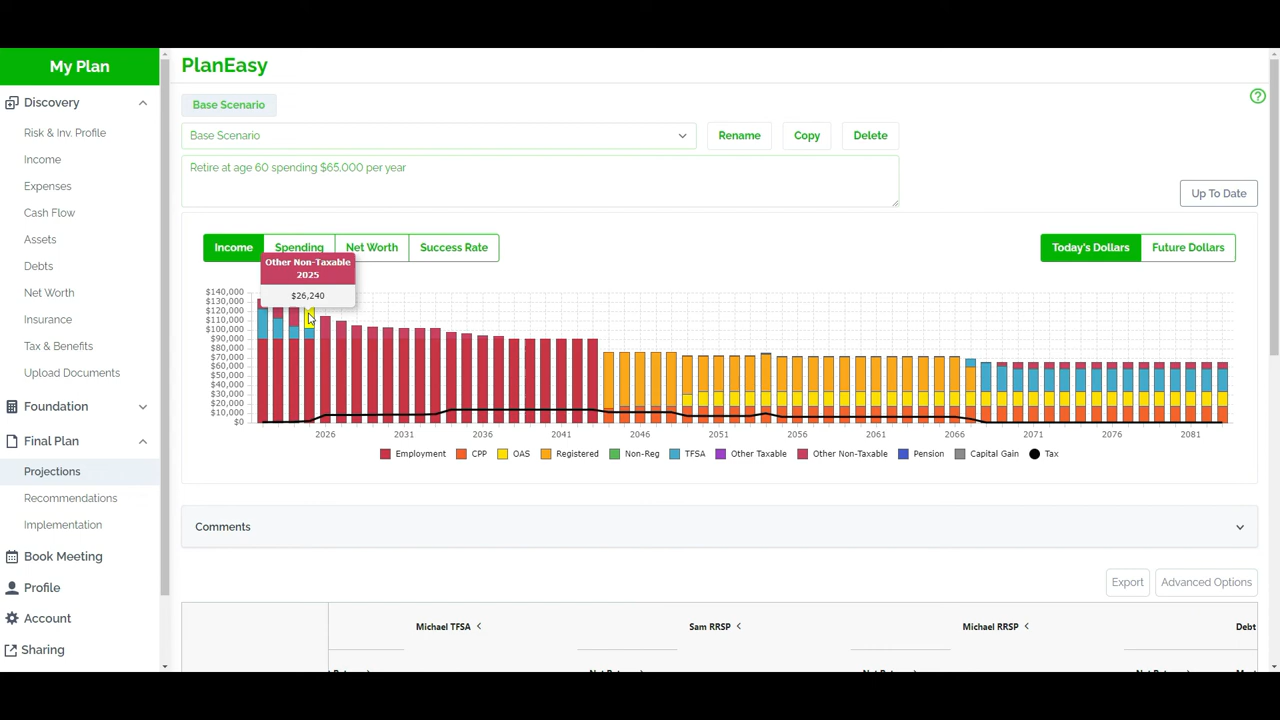 My Plan
Discovery
Risk & Inv. Profile
Income
Expenses
Cash Flow
Assets
Debts
Net Worth
Insurance
Tax & Benefits
Upload Documents
Foundation
Final Plan
Projections
Recommendations
Implementation
Book Meeting
Profile
Account
Sharing
PlanEasy
Base Scenario
Base Scenario
Rename
Copy
Delete
Retire at age 60 spending $65,000 per year
Up To Date
Income
Spending
Net Worth
Success Rate
Today's Dollars
Future Dollars
Other Non-Taxable
2025
$26,240
$140,000
$130,000
$120,000
$110,000
$100,000
$90,000
$80,000
$70,000
$60,000
$50,000
$40,000
$30,000
$20,000
$10,000
$0
2026 2031 2036 2041 2046 2051 2056 2061 2066 2071 2076 2081
Employment CPP OAS Registered Non-Reg TFSA Other Taxable Other Non-Taxable Pension Capital Gain Tax
Comments
Export
Advanced Options
Michael TFSA
Sam RRSP
Michael RRSP
Debt